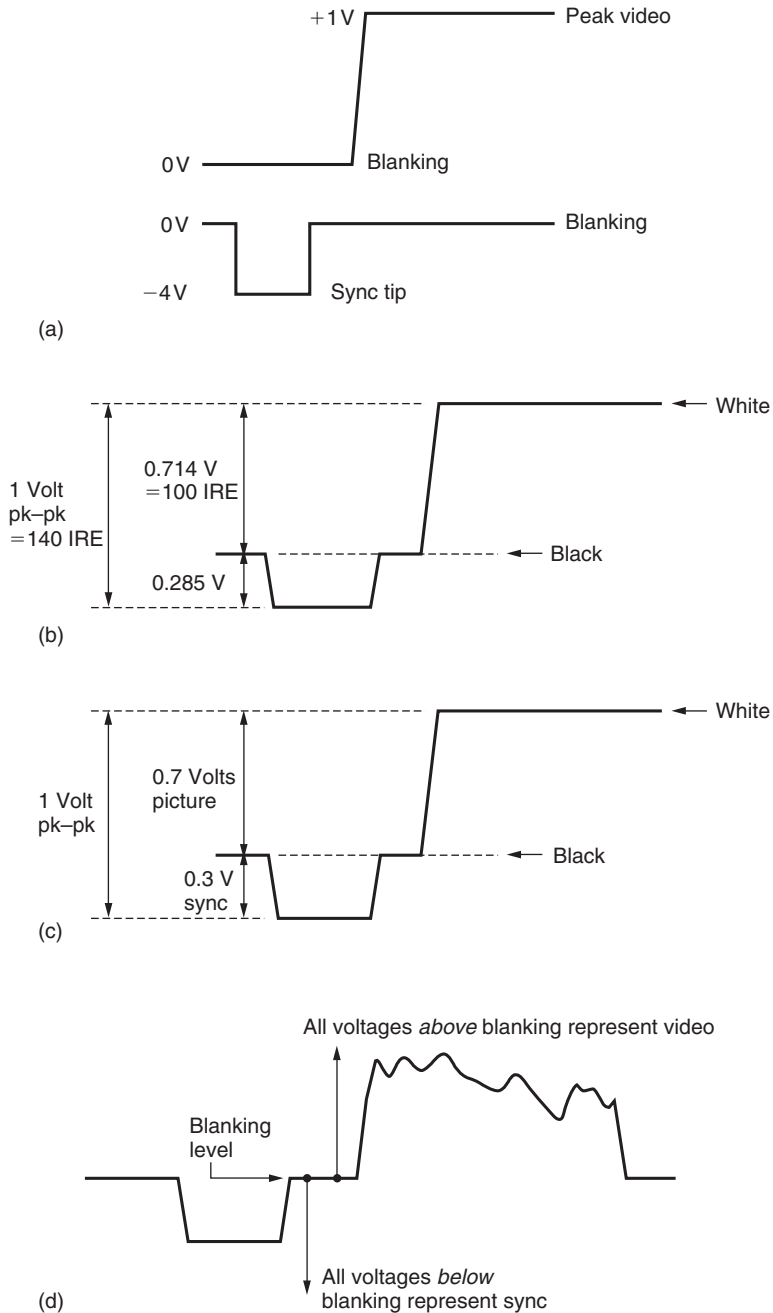 +1V
Peak video
0V
Blanking
0V
Blanking
−4V
Sync tip
(a)
White
0.714 V
=100 IRE
1 Volt
pk–pk
=140 IRE
Black
0.285 V
(b)
White
0.7 Volts
picture
1 Volt
pk–pk
Black
0.3 V
sync
(c)
All voltages above blanking represent video
Blanking
level
All voltages below
blanking represent sync
(d)